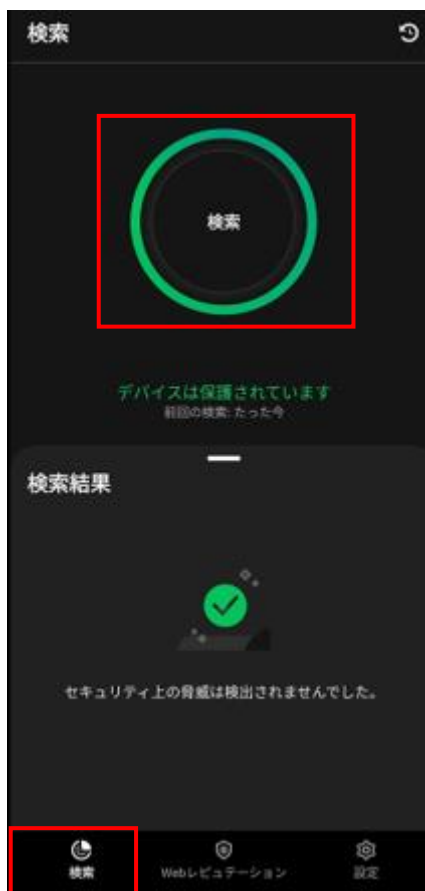 検索
検索
デバイスは保護されています
前回の検索: たった今
検索結果
セキュリティ上の脅威は検出されませんでした。
検索
Webレピュテーション
設定